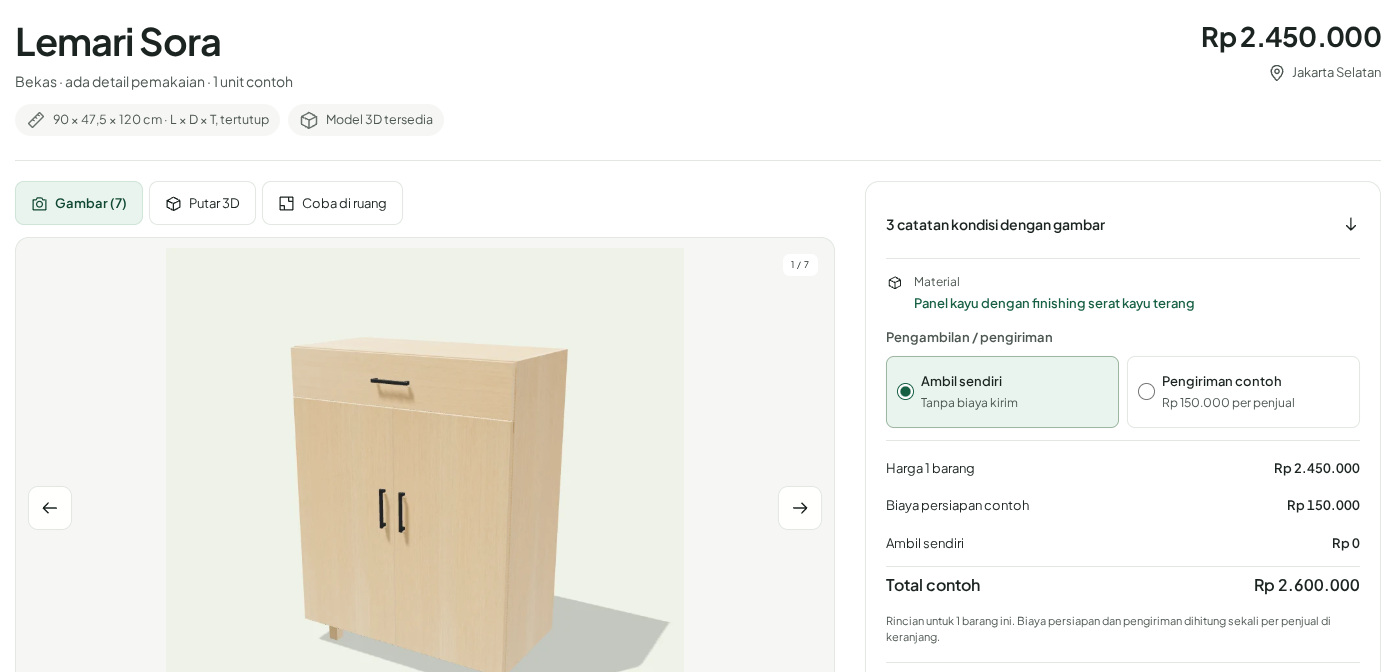 Lemari Sora
Rp 2.450.000
Bekas · ada detail pemakaian · 1 unit contoh
Jakarta Selatan
90 × 47,5 × 120 cm · L × D × T, tertutup
Model 3D tersedia
Gambar (7)
Putar 3D
Coba di ruang
1 / 7
3 catatan kondisi dengan gambar
Material
Panel kayu dengan finishing serat kayu terang
Pengambilan / pengiriman
Ambil sendiri
Tanpa biaya kirim
Pengiriman contoh
Rp 150.000 per penjual
Harga 1 barang
Rp 2.450.000
Biaya persiapan contoh
Rp 150.000
Ambil sendiri
Rp 0
Total contoh
Rp 2.600.000
Rincian untuk 1 barang ini. Biaya persiapan dan pengiriman dihitung sekali per penjual di
keranjang.